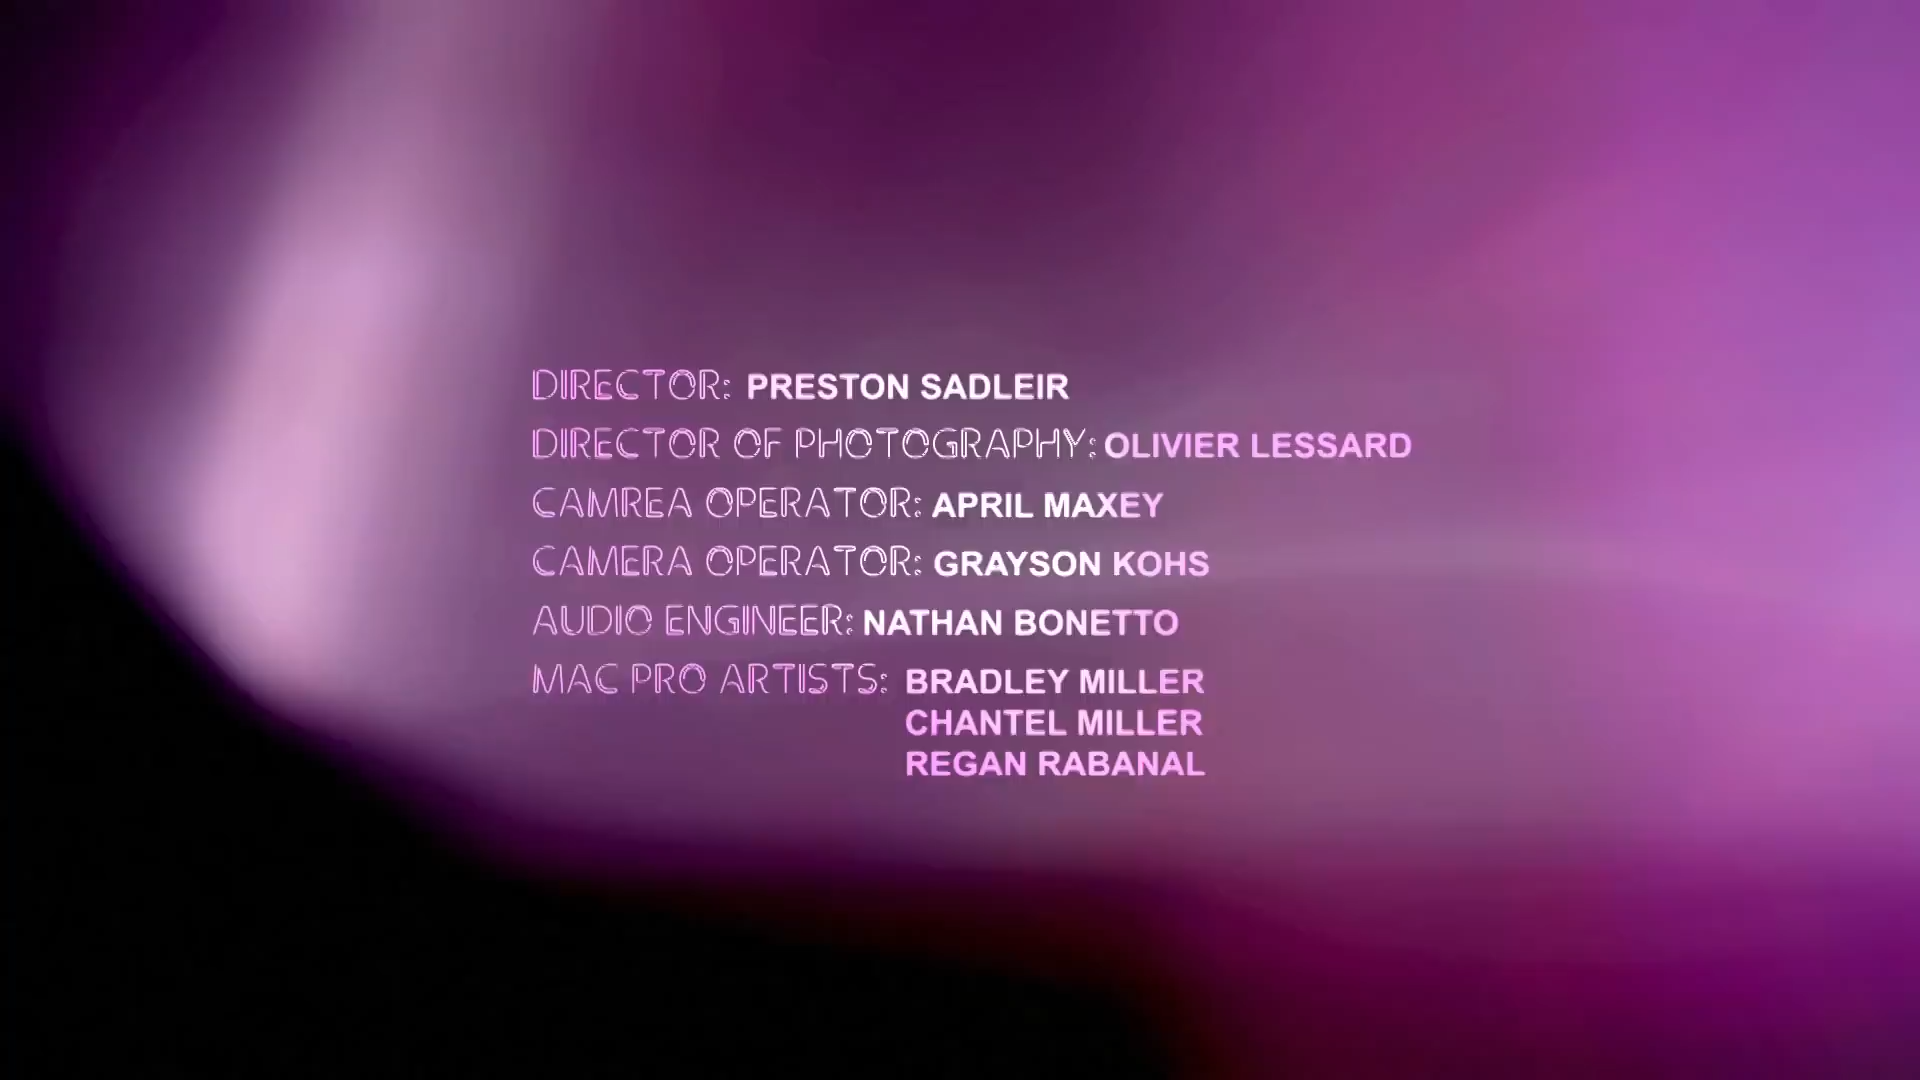 DIRECTOR: PRESTON SADLEIR
DIRECTOR OF PHOTOGRAPHY: OLIVIER LESSARD
CAMREA OPERATOR: APRIL MAXEY
CAMERA OPERATOR: GRAYSON KOHS
AUDIO ENGINEER: NATHAN BONETTO
MAC PRO ARTISTS: BRADLEY MILLER
CHANTEL MILLER
REGAN RABANAL